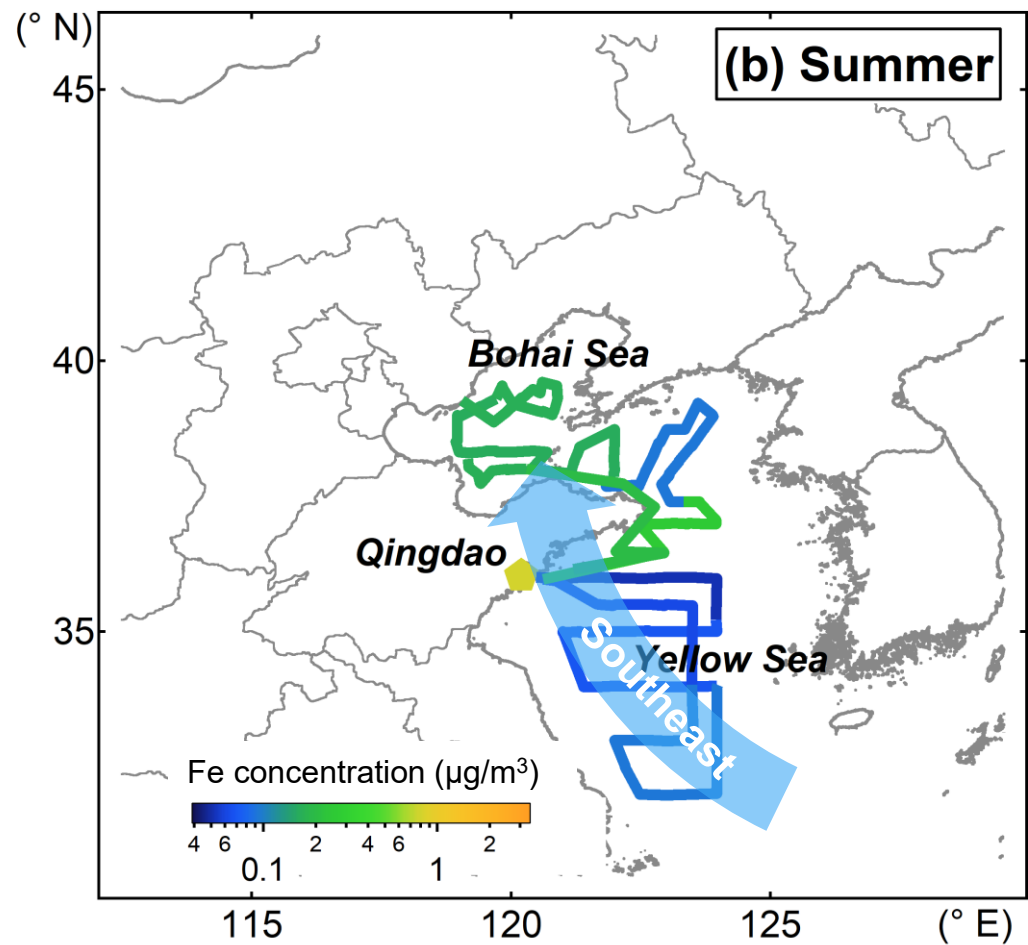 (° N)
(b) Summer
45
Bohai Sea
40
Qingdao
35
Southeast
Yellow Sea
Fe concentration (μg/m³)
4 6 2 4 6 2
0.1 1
115 120 125 (° E)